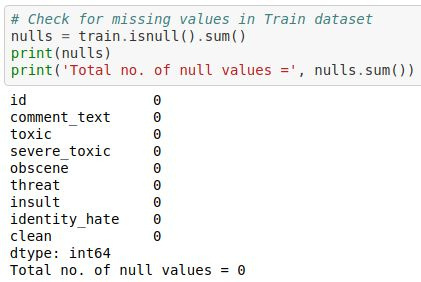 # Check for missing values in Train dataset
nulls = train.isnull().sum()
print(nulls)
print('Total no. of null values =', nulls.sum())
id 0
comment_text 0
toxic 0
severe_toxic 0
obscene 0
threat 0
insult 0
identity_hate 0
clean 0
dtype: int64
Total no. of null values = 0